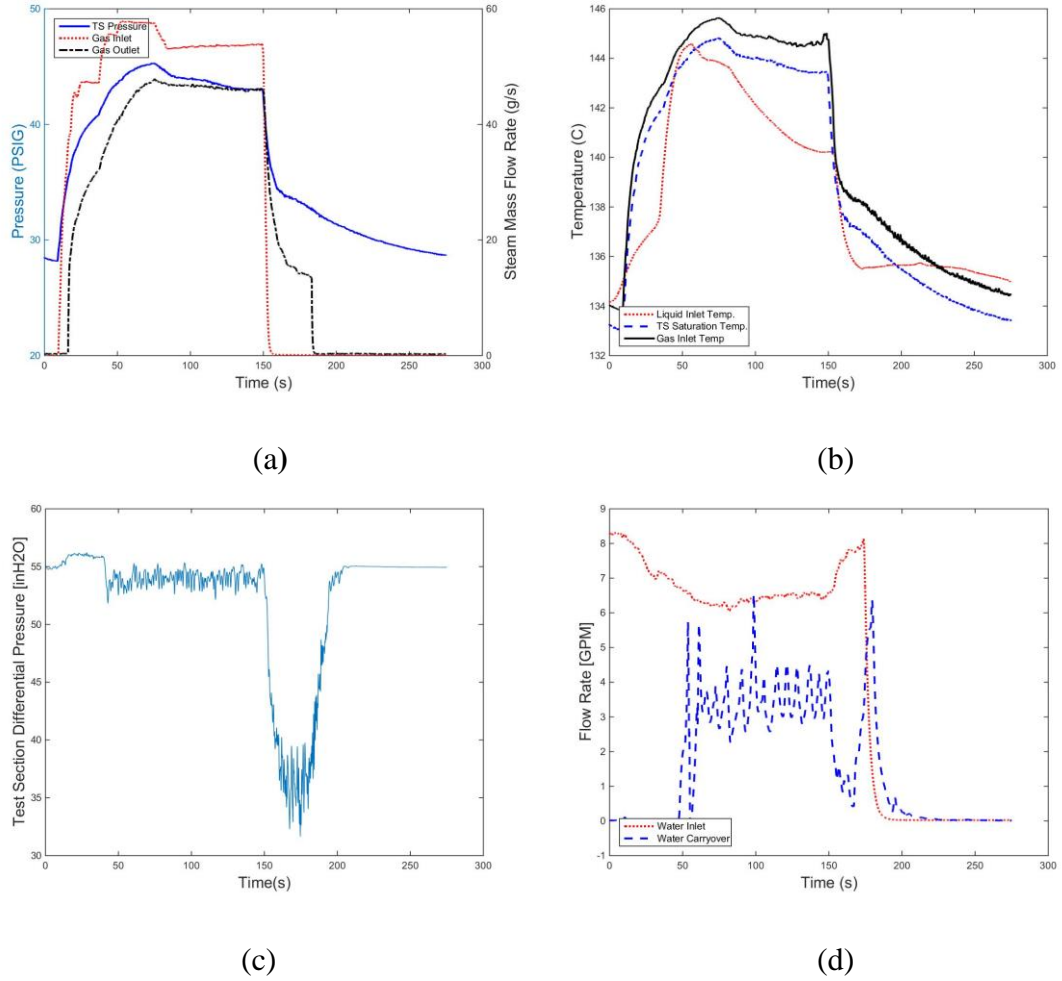 50
40
30
20
Pressure (PSIG)
TS Pressure
Gas Inlet
Gas Outlet
60
40
20
0
Steam Mass Flow Rate (g/s)
0 50 100 150 200 250 300
Time (s)
(a)
146
144
142
140
138
136
134
132
Temperature (C)
Liquid Inlet Temp.
TS Saturation Temp.
Gas Inlet Temp
0 50 100 150 200 250 300
Time(s)
(b)
60
55
50
45
40
35
30
Test Section Differential Pressure [inH2O]
0 50 100 150 200 250 300
Time(s)
(c)
9
8
7
6
5
4
3
2
1
0
-1
Flow Rate [GPM]
Water Inlet
Water Carryover
0 50 100 150 200 250 300
Time (s)
(d)